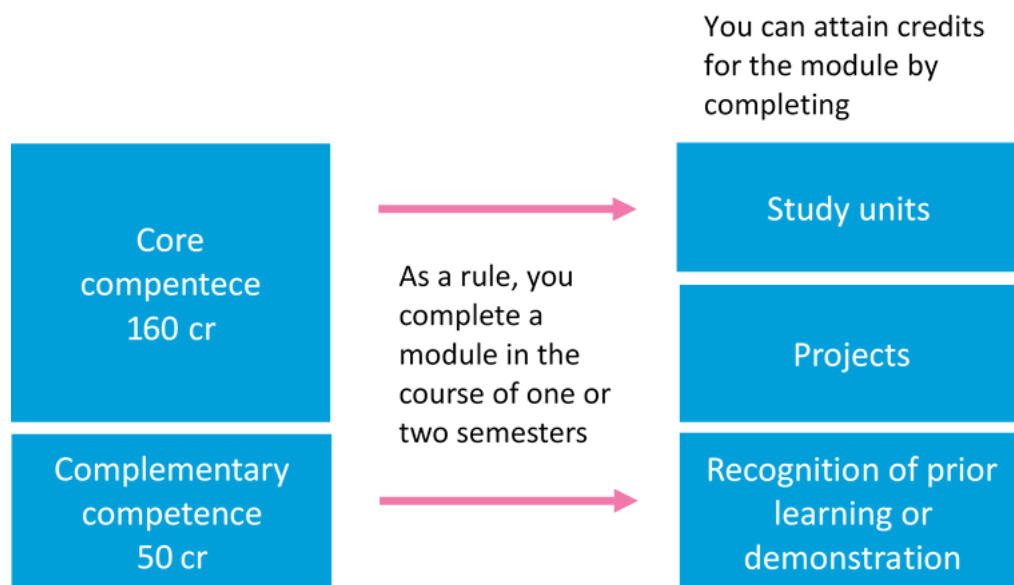 You can attain credits
for the module by
completing
Core
compentece
160 cr
Complementary
competence
50 cr
As a rule, you
complete a
module in the
course of one or
two semesters
Study units
Projects
Recognition of prior
learning or
demonstration